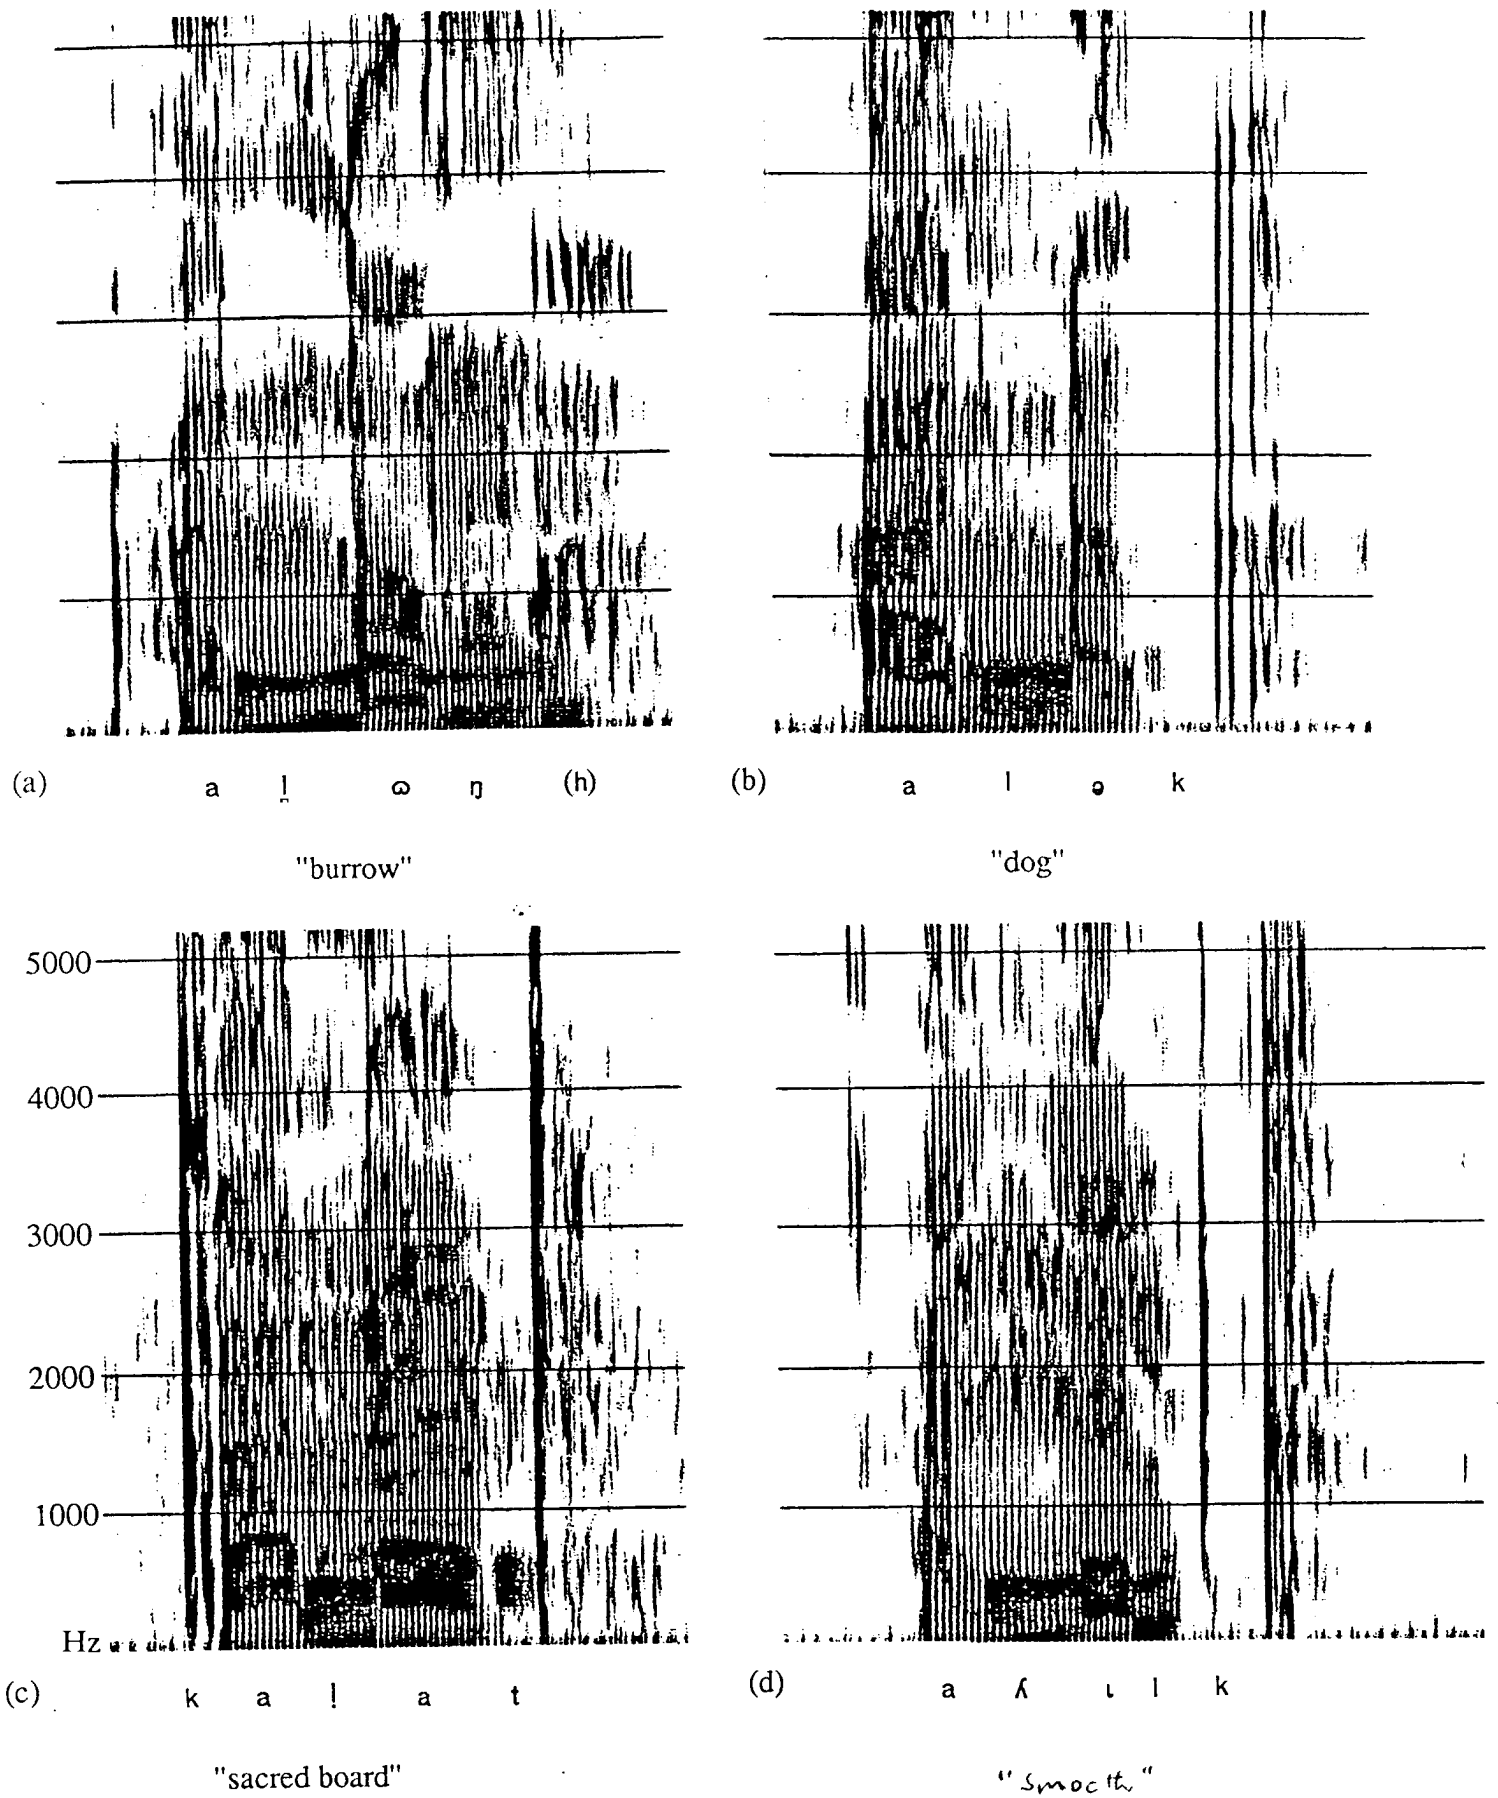 (a) a l̪ ɷ ŋ (h)
(b) a l ə k
"burrow"
"dog"
5000
4000
3000
2000
1000
Hz
(c) k a ḷ a t
(d) a ʎ ɩ l k
"sacred board"
"smooth"